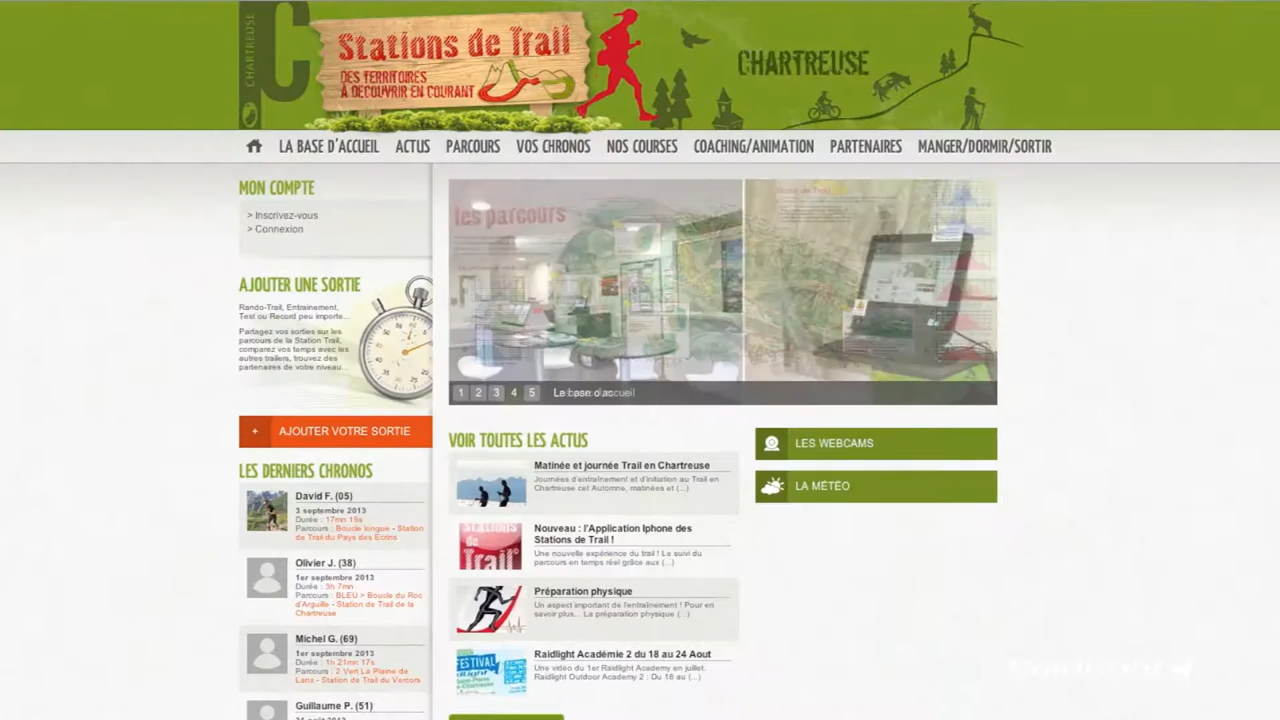 CHARTREUSE
Stations de Trail
DES TERRITOIRES
À DÉCOUVRIR EN COURANT
CHARTREUSE
LA BASE D'ACCUEIL ACTUS PARCOURS VOS CHRONOS NOS COURSES COACHING/ANIMATION PARTENAIRES MANGER/DORMIR/SORTIR
MON COMPTE
> Inscrivez-vous
> Connexion
AJOUTER UNE SORTIE
Rando-Trail, Entrainement,
Test ou Record peu importe...
Partagez vos sorties sur les
parcours de la Station Trail,
comparez vos temps avec les
autres trailers, trouvez des
partenaires de votre niveau...
+ AJOUTER VOTRE SORTIE
LES DERNIERS CHRONOS
David F. (05)
3 septembre 2013
Durée : 17mn 19s
Parcours : Boucle longue - Station
de Trail du Pays des Ecrins
Olivier J. (38)
1er septembre 2013
Durée : 3h 7mn
Parcours : BLEU > Boucle du Roc
d'Arguille - Station de Trail de la
Chartreuse
Michel G. (69)
1er septembre 2013
Durée : 1h 21mn 17s
Parcours : 2 Vert La Plaine de
Lans - Station de Trail du Vercors
Guillaume P. (51)
les parcours
1 2 3 4 5
VOIR TOUTES LES ACTUS
Matinée et journée Trail en Chartreuse
Journées d'entraînement et d'initiation au Trail en
Chartreuse cet Automne, matinées et (...)
Nouveau : l'Application Iphone des
Stations de Trail !
Une nouvelle expérience du trail ! Le suivi du
parcours en temps réel grâce aux (...)
stations
de
Trail
Préparation physique
Un aspect important de l'entraînement ! Pour en
savoir plus... La préparation physique (...)
Raidlight Académie 2 du 18 au 24 Aout
Une vidéo du 1er Raidlight Academy en juillet.
Raidlight Outdoor Academy 2 : Du 18 au (...)
FESTIVAL
LES WEBCAMS
LA MÉTÉO